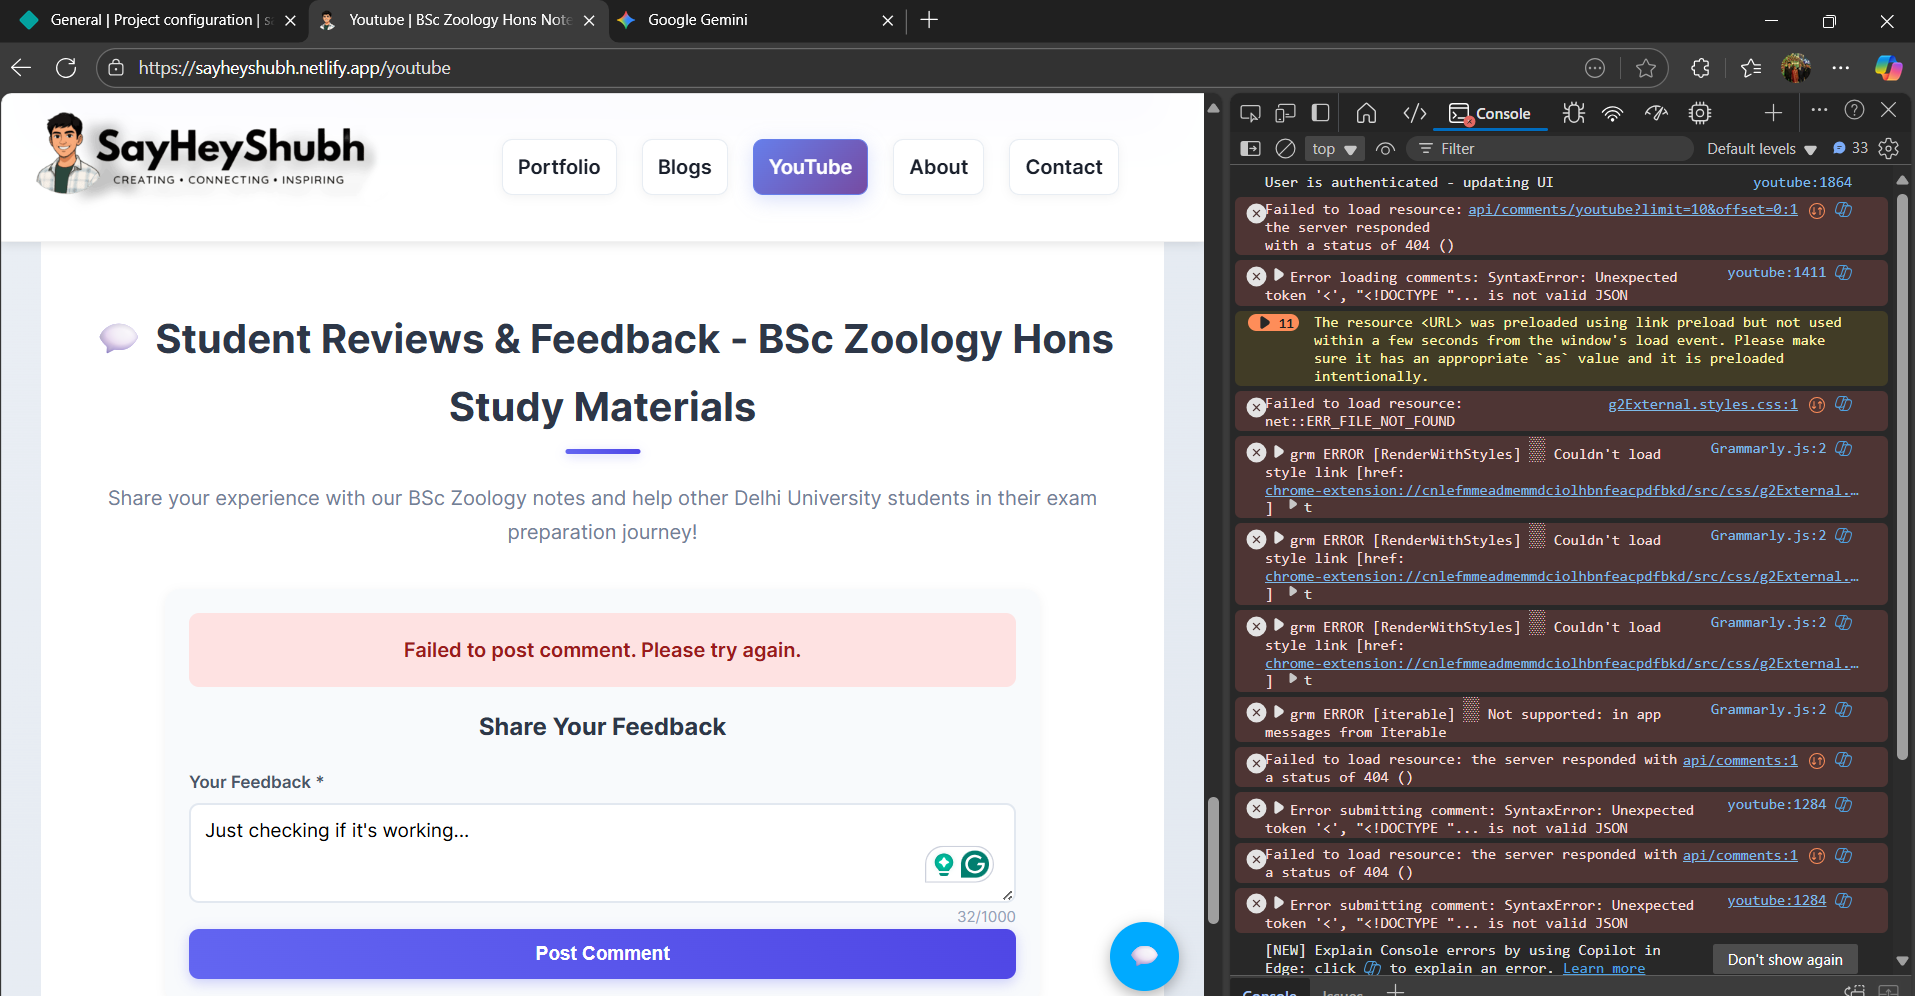 General | Project configuration | s
Youtube | BSc Zoology Hons Note
Google Gemini
https://sayheyshubh.netlify.app/youtube
SayHeyShubh
CREATING • CONNECTING • INSPIRING
Portfolio
Blogs
YouTube
About
Contact
Student Reviews & Feedback - BSc Zoology Hons
Study Materials
Share your experience with our BSc Zoology notes and help other Delhi University students in their exam
preparation journey!
Failed to post comment. Please try again.
Share Your Feedback
Your Feedback *
Just checking if it's working...
32/1000
Post Comment
Console
top
Filter
Default levels
33
User is authenticated - updating UI youtube:1864
Failed to load resource: api/comments/youtube?limit=10&offset=0:1
the server responded
with a status of 404 ()
Error loading comments: SyntaxError: Unexpected youtube:1411
token '<', "<!DOCTYPE "... is not valid JSON
11 The resource <URL> was preloaded using link preload but not used
within a few seconds from the window's load event. Please make
sure it has an appropriate `as` value and it is preloaded
intentionally.
Failed to load resource: g2External.styles.css:1
net::ERR_FILE_NOT_FOUND
grm ERROR [RenderWithStyles] ░ Couldn't load Grammarly.js:2
style link [href:
chrome-extension://cnlefmmeadmemmdciolhbnfeacpdfbkd/src/css/g2External.…
] t
grm ERROR [RenderWithStyles] ░ Couldn't load Grammarly.js:2
style link [href:
chrome-extension://cnlefmmeadmemmdciolhbnfeacpdfbkd/src/css/g2External.…
] t
grm ERROR [RenderWithStyles] ░ Couldn't load Grammarly.js:2
style link [href:
chrome-extension://cnlefmmeadmemmdciolhbnfeacpdfbkd/src/css/g2External.…
] t
grm ERROR [iterable] ░ Not supported: in app Grammarly.js:2
messages from Iterable
Failed to load resource: the server responded with api/comments:1
a status of 404 ()
Error submitting comment: SyntaxError: Unexpected youtube:1284
token '<', "<!DOCTYPE "... is not valid JSON
Failed to load resource: the server responded with api/comments:1
a status of 404 ()
Error submitting comment: SyntaxError: Unexpected youtube:1284
token '<', "<!DOCTYPE "... is not valid JSON
[NEW] Explain Console errors by using Copilot in
Edge: click to explain an error. Learn more
Don't show again
Console
Issues